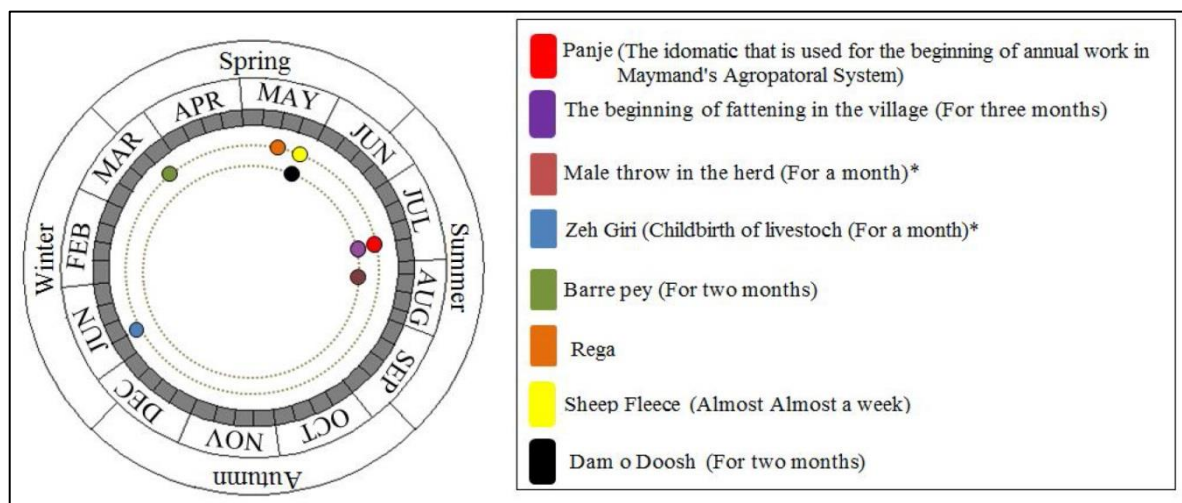 Spring
MAY
JUN
JUL
Summer
AUG
SEP
OCT
Autumn
NOV
DEC
JUN
Winter
FEB
MAR
APR
Panje (The idomatic that is used for the beginning of annual work in
Maymand's Agropatoral System)
The beginning of fattening in the village (For three months)
Male throw in the herd (For a month)*
Zeh Giri (Childbirth of livestoch (For a month)*
Barre pey (For two months)
Rega
Sheep Fleece (Almost Almost a week)
Dam o Doosh (For two months)